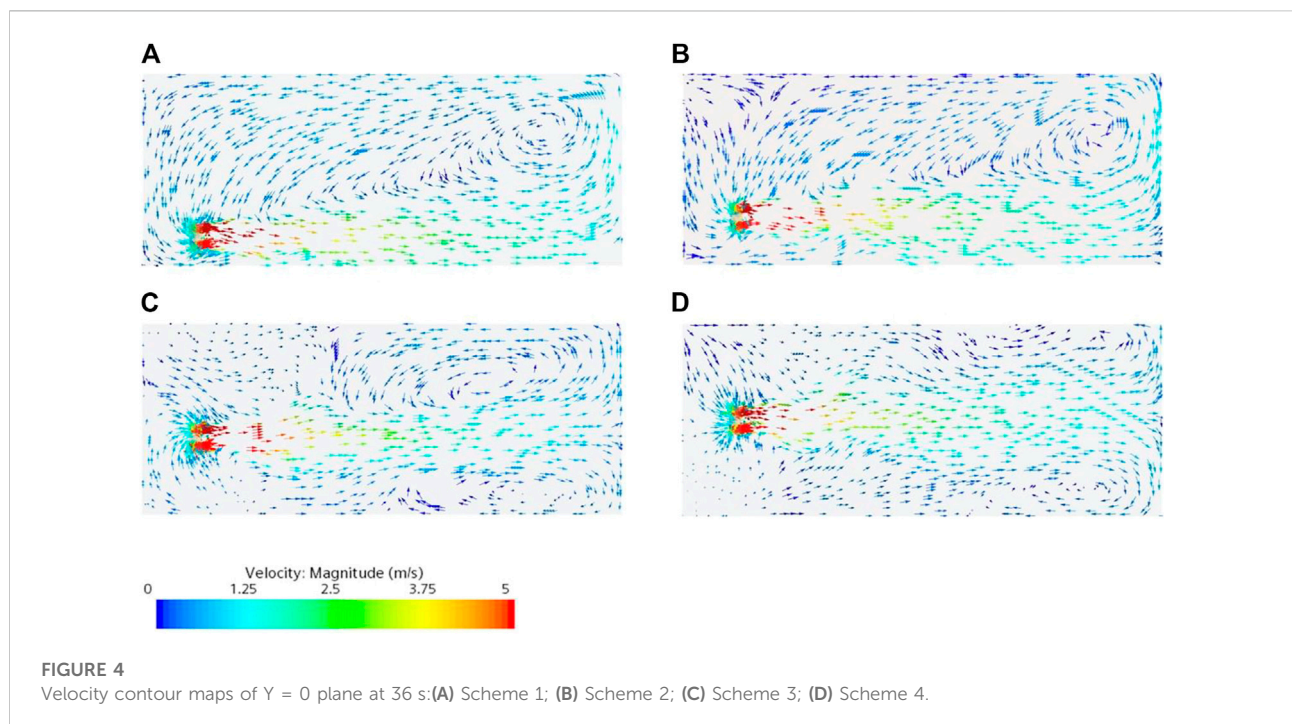 A
B
C
D
Velocity: Magnitude (m/s)
0 1.25 2.5 3.75 5
FIGURE 4
Velocity contour maps of Y = 0 plane at 36 s:(A) Scheme 1; (B) Scheme 2; (C) Scheme 3; (D) Scheme 4.